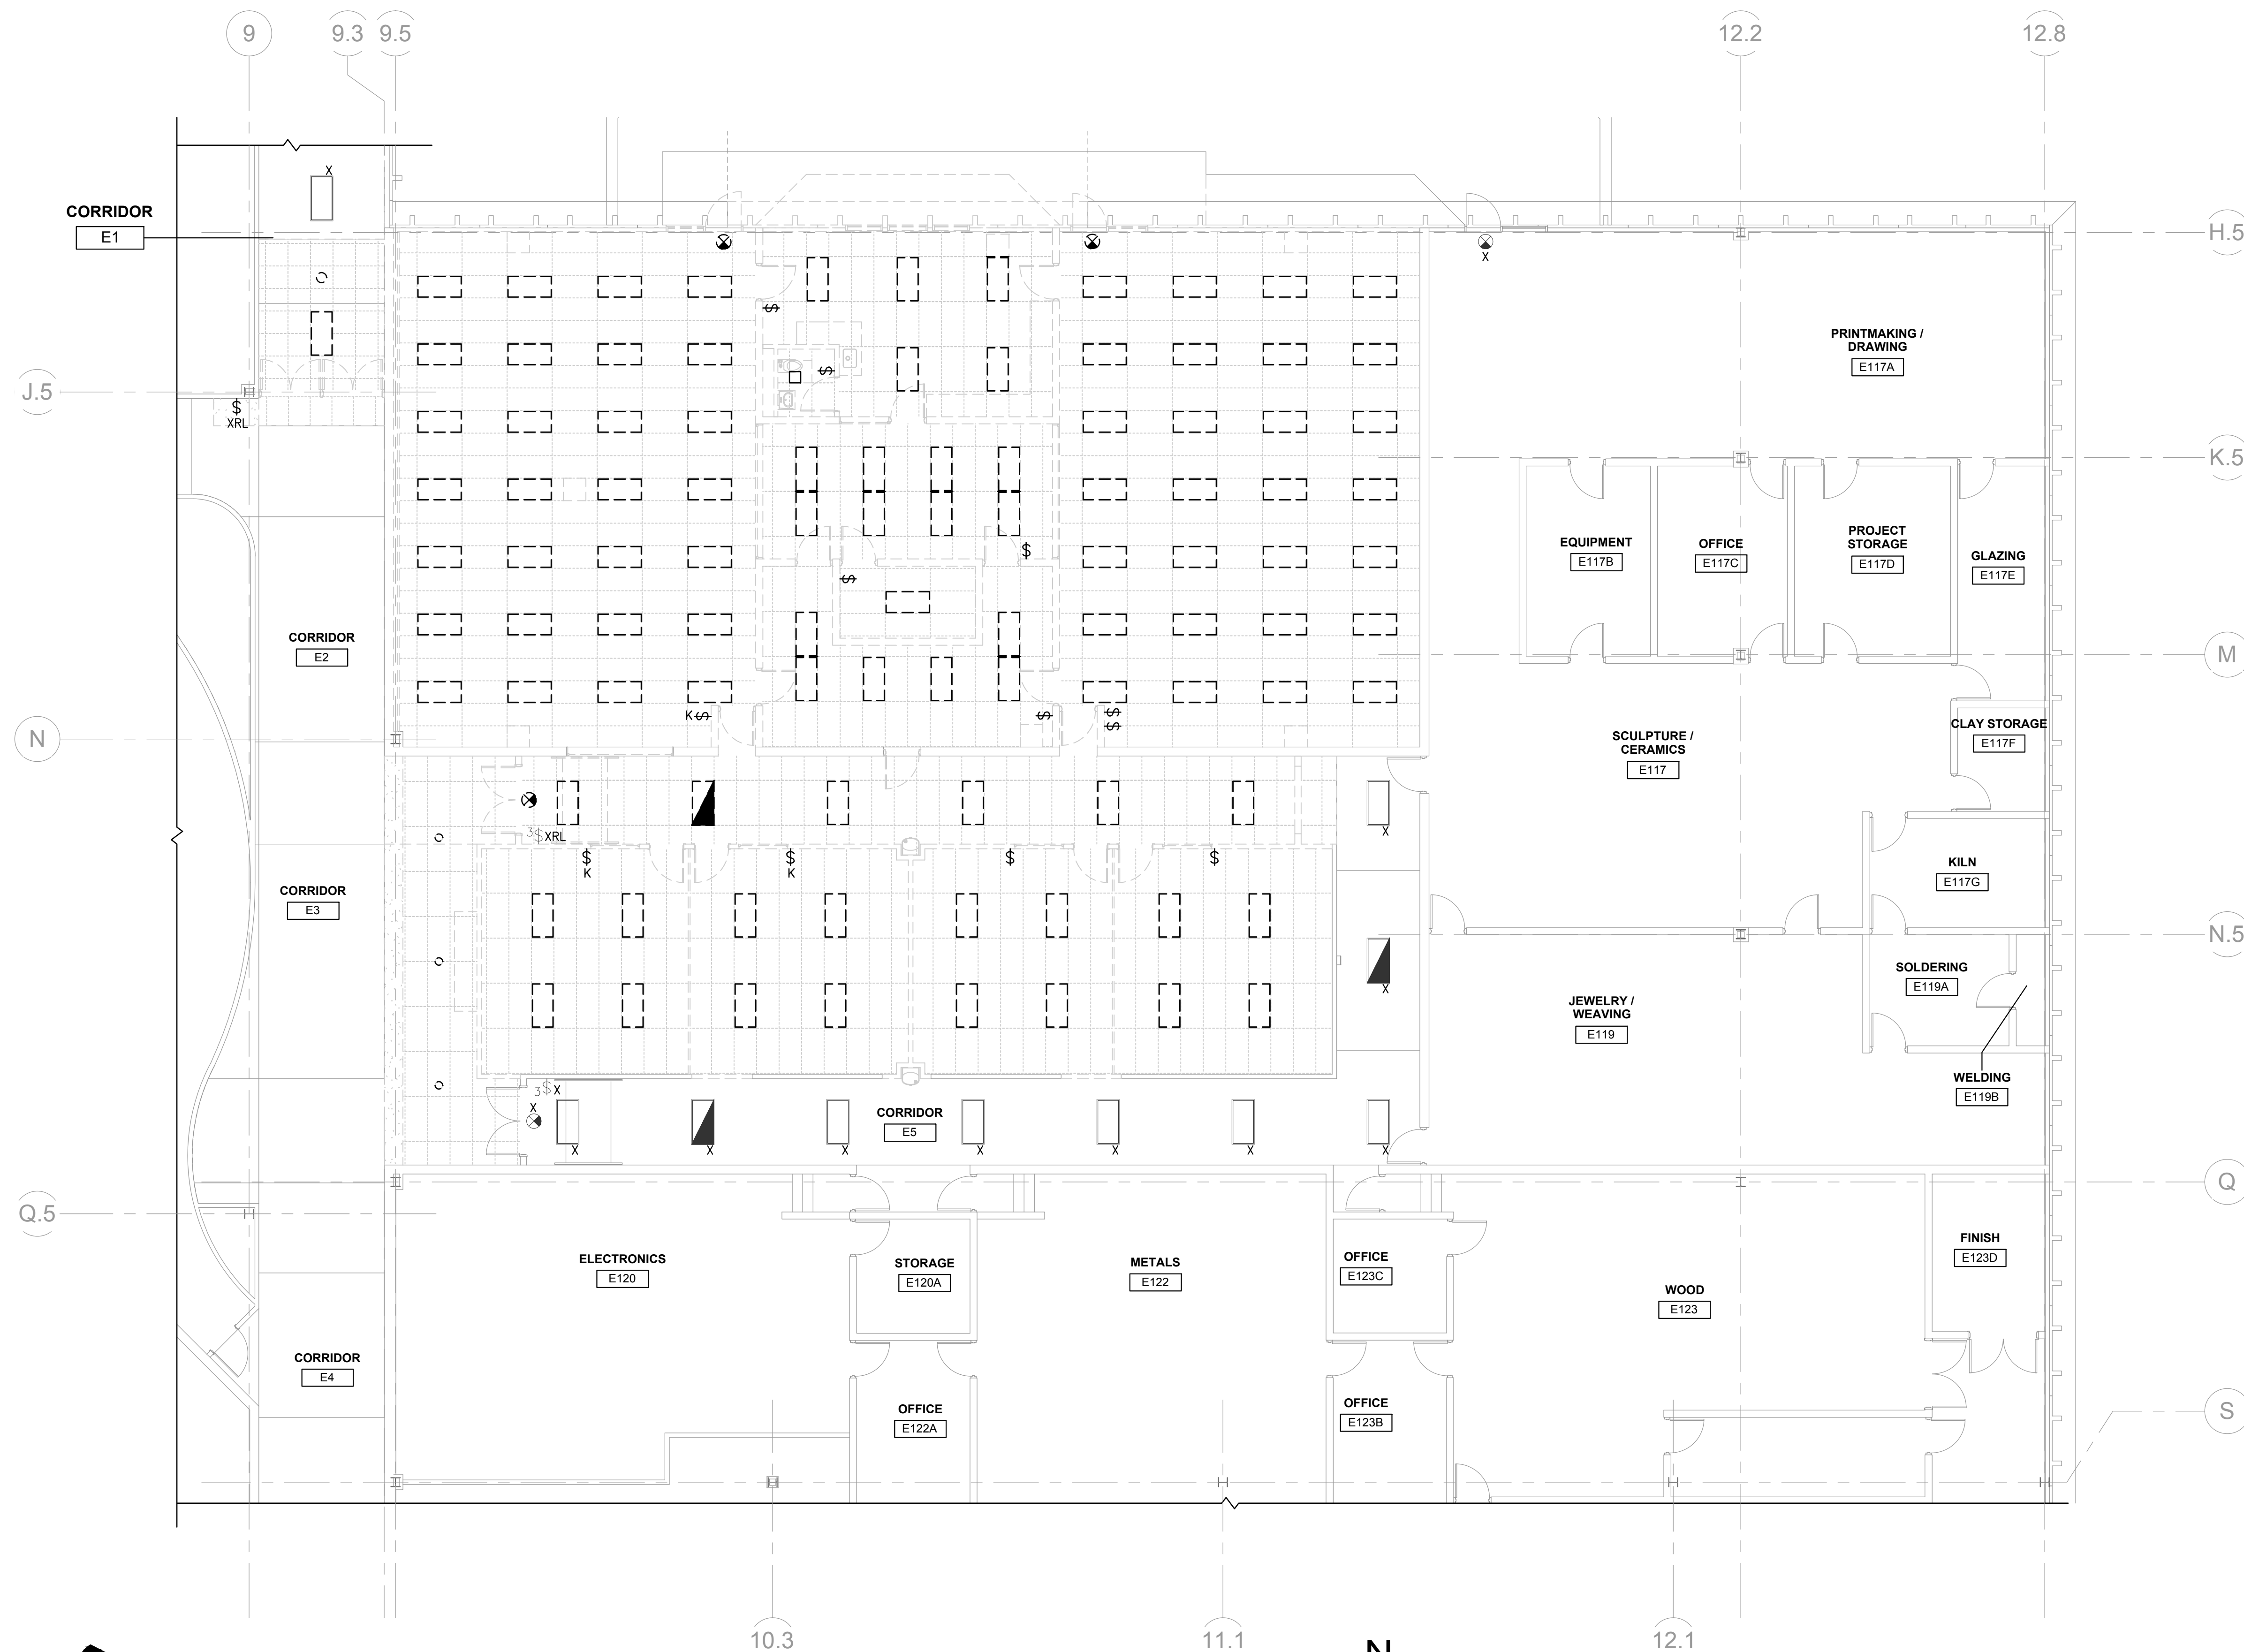 9
9.3
9.5
12.2
12.8
X
CORRIDOR
E1
H.5
X
$
PRINTMAKING /
DRAWING
E117A
$
J.5
$
XRL
K.5
EQUIPMENT
E117B
OFFICE
E117C
PROJECT
STORAGE
E117D
GLAZING
E117E
$
$
CORRIDOR
E2
M
K$
$
$
$
N
SCULPTURE /
CERAMICS
E117
CLAY STORAGE
E117F
3$XRL
X
$
K
$
K
$
$
KILN
E117G
CORRIDOR
E3
N.5
X
SOLDERING
E119A
JEWELRY /
WEAVING
E119
WELDING
E119B
3$X
X
CORRIDOR
E5
X
X
X
X
X
X
X
Q
Q.5
ELECTRONICS
E120
STORAGE
E120A
METALS
E122
OFFICE
E123C
WOOD
E123
FINISH
E123D
CORRIDOR
E4
OFFICE
E122A
OFFICE
E123B
S
10.3
11.1
12.1
N